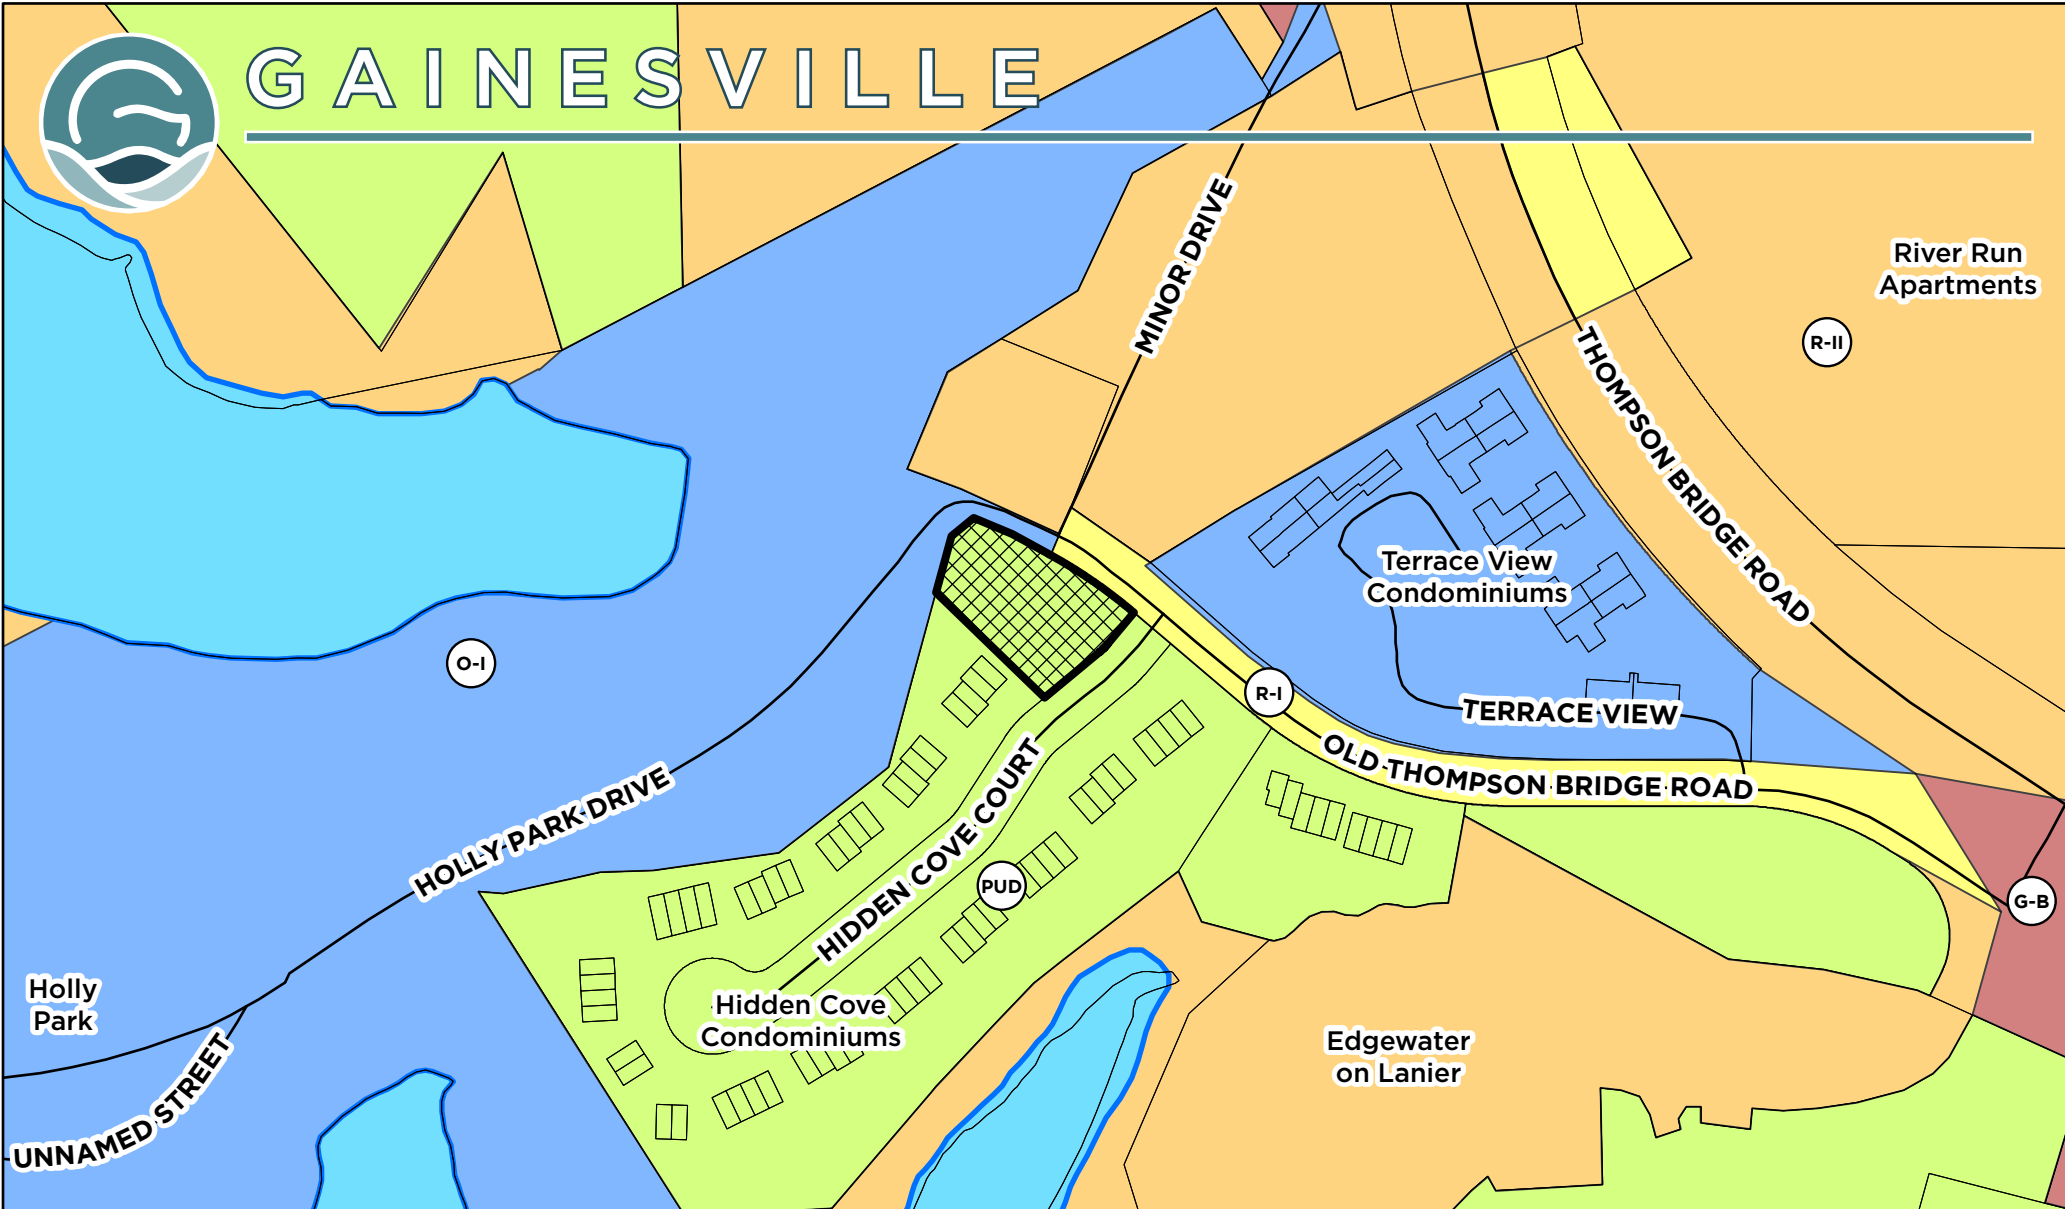 GAINESVILLE
MINOR DRIVE
River Run
Apartments
R-II
THOMPSON BRIDGE ROAD
Terrace View
Condominiums
O-I
R-I
TERRACE VIEW
OLD THOMPSON BRIDGE ROAD
HOLLY PARK DRIVE
HIDDEN COVE COURT
PUD
G-B
Holly
Park
Hidden Cove
Condominiums
Edgewater
on Lanier
UNNAMED STREET